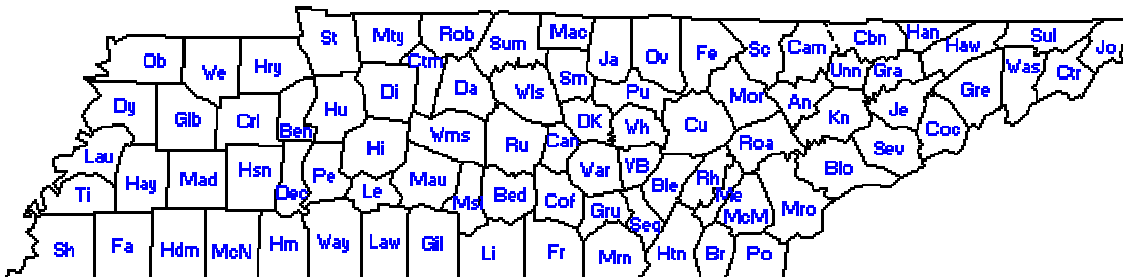 St Mty Rob Sum Mac Ja Ov Fe Sc Cam Cbn Han Haw Sul Jo
Ob We Hry Ctm Sm Pu Unn Gra Was Ctr
Dy Glb Crl Ben Hu Di Da Wls DK Wh Cu Mor An Kn Je Gre
Lau Hay Mad Hsn Hi Wms Ru Can War VB Roa Blo Sev Coc
Ti Dec Pe Le Mau Msl Bed Cof Gru Ble Seq Rh Me McM Mro
Sh Fa Hdm McN Hrn Way Law Gil Li Fr Mrn Htn Br Po